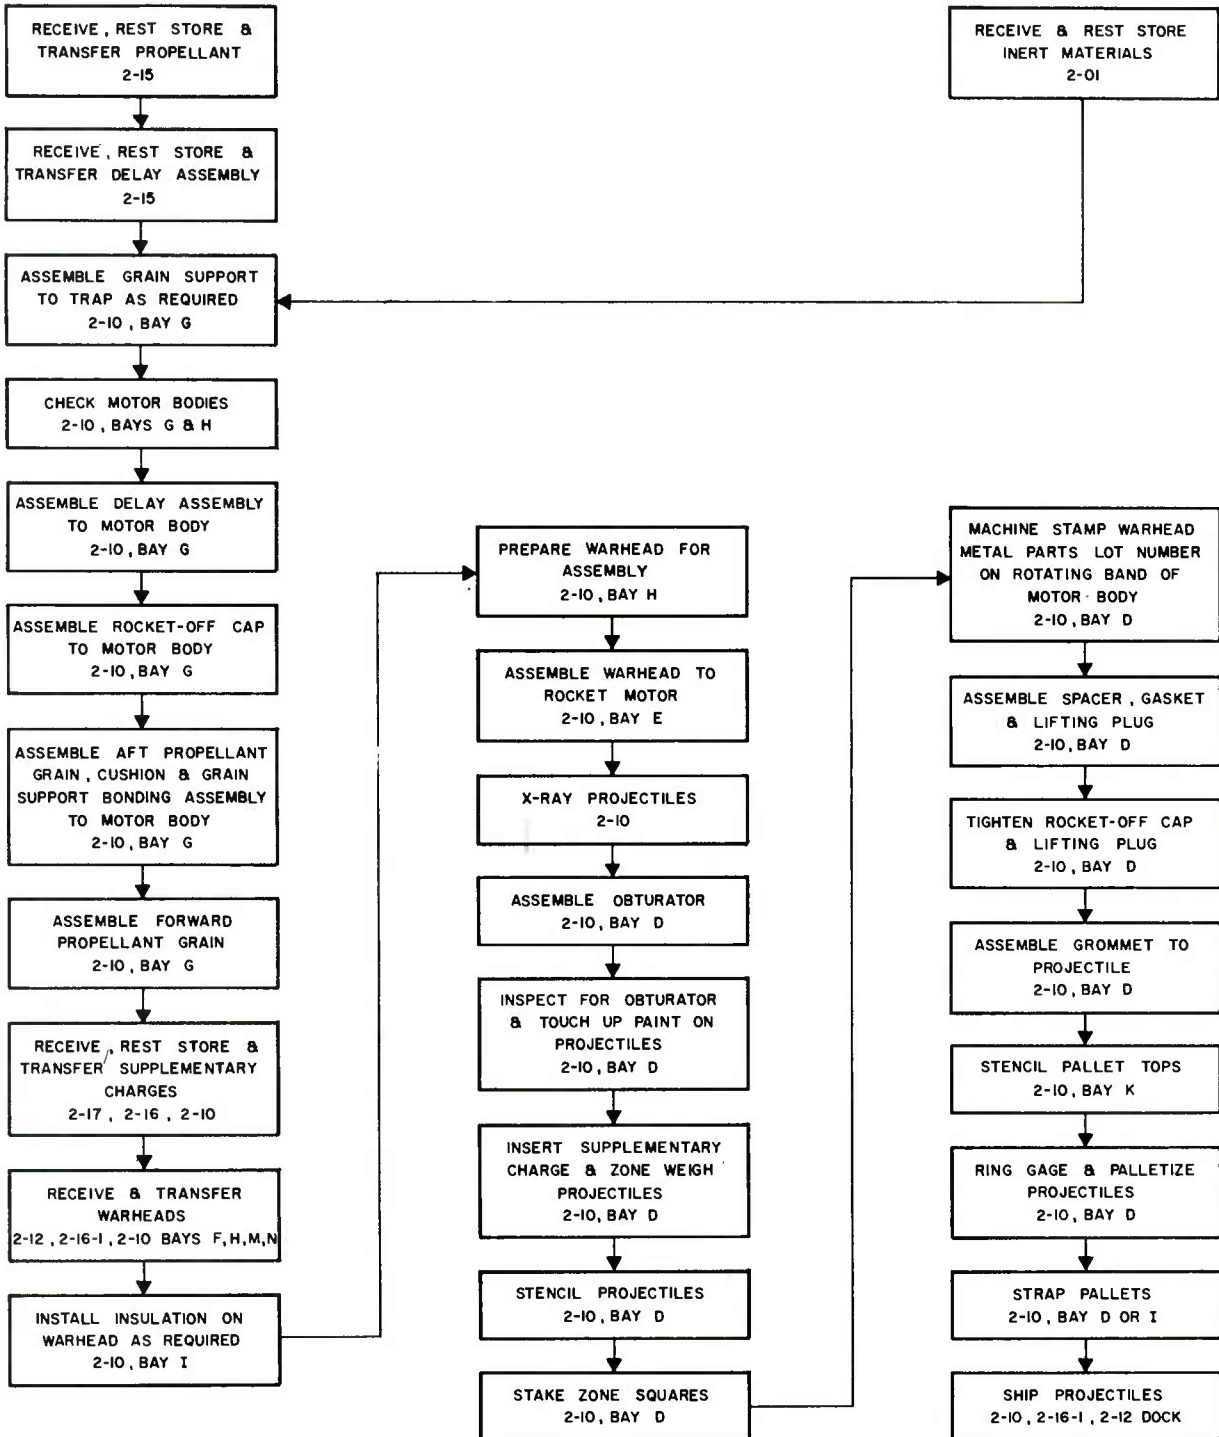 RECEIVE, REST STORE &
TRANSFER PROPELLANT
2-15
RECEIVE & REST STORE
INERT MATERIALS
2-01
RECEIVE, REST STORE &
TRANSFER DELAY ASSEMBLY
2-15
ASSEMBLE GRAIN SUPPORT
TO TRAP AS REQUIRED
2-10, BAY G
CHECK MOTOR BODIES
2-10, BAYS G & H
ASSEMBLE DELAY ASSEMBLY
TO MOTOR BODY
2-10, BAY G
ASSEMBLE ROCKET-OFF CAP
TO MOTOR BODY
2-10, BAY G
ASSEMBLE AFT PROPELLANT
GRAIN, CUSHION & GRAIN
SUPPORT BONDING ASSEMBLY
TO MOTOR BODY
2-10, BAY G
ASSEMBLE FORWARD
PROPELLANT GRAIN
2-10, BAY G
RECEIVE, REST STORE &
TRANSFER SUPPLEMENTARY
CHARGES
2-17, 2-16, 2-10
RECEIVE & TRANSFER
WARHEADS
2-12, 2-16-1, 2-10 BAYS F,H,M,N
INSTALL INSULATION ON
WARHEAD AS REQUIRED
2-10, BAY I
PREPARE WARHEAD FOR
ASSEMBLY
2-10, BAY H
ASSEMBLE WARHEAD TO
ROCKET MOTOR
2-10, BAY E
X-RAY PROJECTILES
2-10
ASSEMBLE OBTURATOR
2-10, BAY D
INSPECT FOR OBTURATOR
& TOUCH UP PAINT ON
PROJECTILES
2-10, BAY D
INSERT SUPPLEMENTARY
CHARGE & ZONE WEIGH
PROJECTILES
2-10, BAY D
STENCIL PROJECTILES
2-10, BAY D
STAKE ZONE SQUARES
2-10, BAY D
MACHINE STAMP WARHEAD
METAL PARTS LOT NUMBER
ON ROTATING BAND OF
MOTOR BODY
2-10, BAY D
ASSEMBLE SPACER, GASKET
& LIFTING PLUG
2-10, BAY D
TIGHTEN ROCKET-OFF CAP
& LIFTING PLUG
2-10, BAY D
ASSEMBLE GROMMET TO
PROJECTILE
2-10, BAY D
STENCIL PALLET TOPS
2-10, BAY K
RING GAGE & PALLETIZE
PROJECTILES
2-10, BAY D
STRAP PALLETS
2-10, BAY D OR I
SHIP PROJECTILES
2-10, 2-16-1, 2-12 DOCK